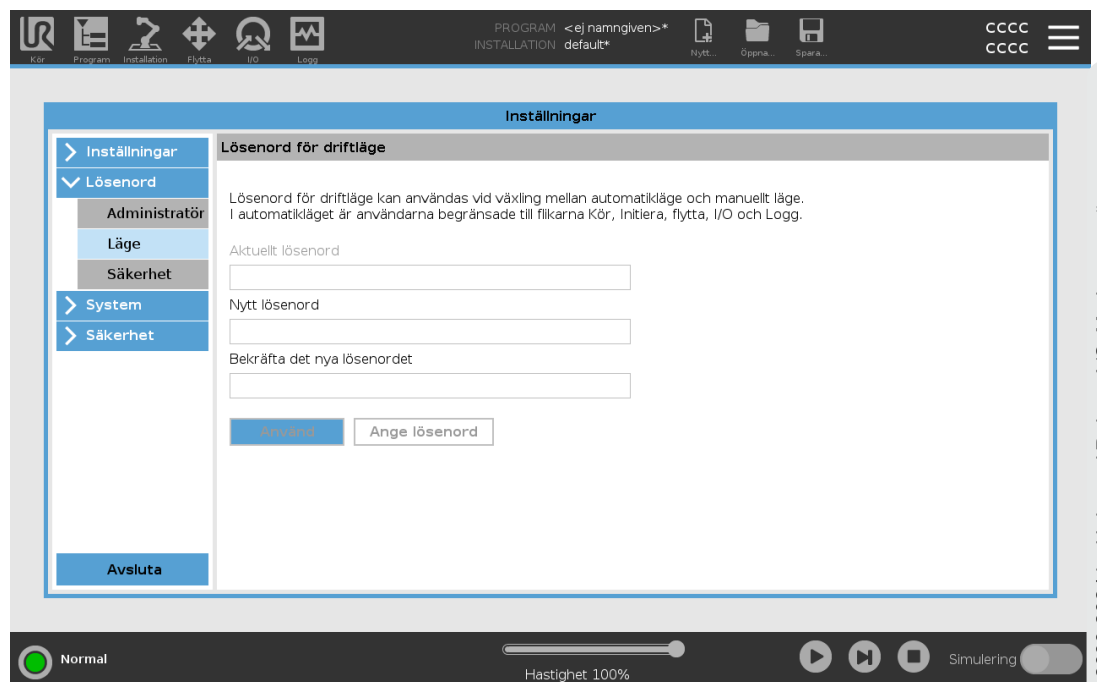 UR
PROGRAM <ej namngiven>*
INSTALLATION default*
CCCC
CCCC
Kör
Program
Installation
Flytta
I/O
Logg
Nytt...
Öppna...
Spara...
Inställningar
Inställningar
Lösenord
Administratör
Läge
Säkerhet
System
Säkerhet
Avsluta
Lösenord för driftläge
Lösenord för driftläge kan användas vid växling mellan automatikläge och manuellt läge.
I automatikläget är användarna begränsade till flikarna Kör, Initiera, flytta, I/O och Logg.
Aktuellt lösenord
Nytt lösenord
Bekräfta det nya lösenordet
Använd
Ange lösenord
Normal
Hastighet 100%
Simulering